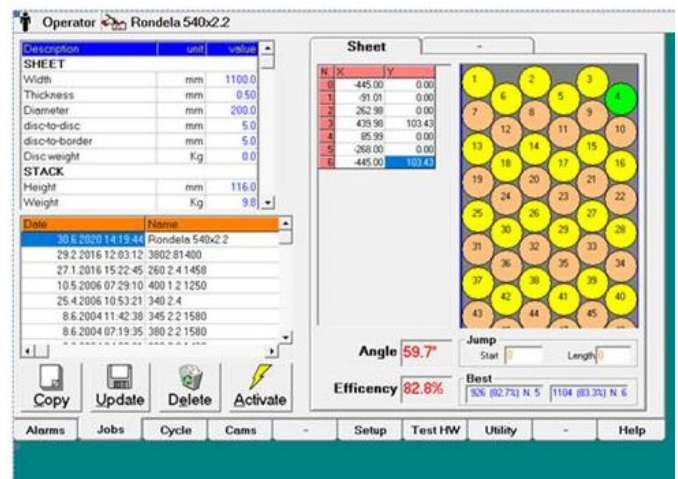 Operator Rondela 540x2.2
Description unit value
SHEET
Width mm 1100.0
Thickness mm 0.50
Diameter mm 200.0
disc-to-disc mm 5.0
disc-to-border mm 5.0
Disc weight Kg 0.0
STACK
Height mm 116.0
Weight Kg 9.8
Date Name
30.6.2020 14:19:44 Rondela 540x2.2
29.2.2016 12:03:12 3802.81400
27.1.2016 15:22:45 260 2.4 1458
10.5.2006 07:29:10 400 1.2 1250
25.4.2006 10:53:21 340 2.4
8.6.2004 11:42:38 345 2.2 1580
8.6.2004 07:19:35 380 2.2 1580
Copy Update Delete Activate
Sheet -
N. X Y
0 -445.00 0.00
1 -91.01 0.00
2 262.98 0.00
3 439.98 103.43
4 85.99 0.00
5 -268.00 0.00
6 -445.00 103.43
1 2 3
6 5 4
7 8 9
12 11 10
13 14 15
18 17 16
19 20 21
24 23 22
25 26 27
30 29 28
31 32 33
36 35 34
37 38 39
42 41 40
43 44 45
Angle 59.7°
Efficency 82.8%
Jump
Start 0 Length 0
Best
926 (82.7%) N. 5 1104 (83.3%) N. 6
Alarms Jobs Cycle Cams - Setup Test HW Utility - Help